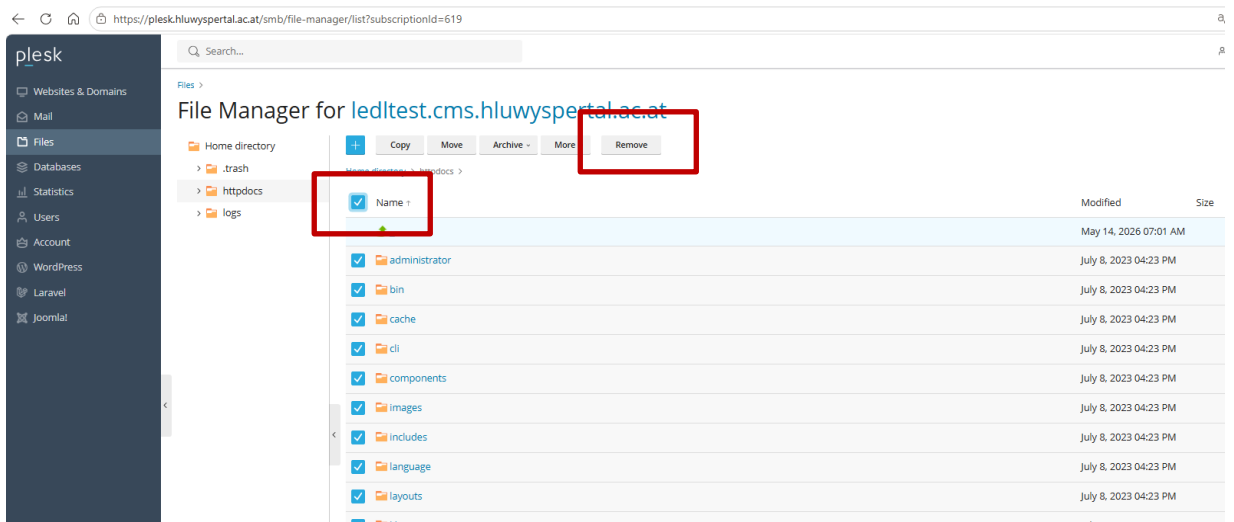 https://plesk.hluwyspertal.ac.at/smb/file-manager/list?subscriptionId=619
plesk
Search...
Websites & Domains
Mail
Files
Databases
Statistics
Users
Account
WordPress
Laravel
Joomla!
Files >
File Manager for ledltest.cms.hluwyspertal.ac.at
Home directory
.trash
httpdocs
logs
Copy Move Archive More Remove
Home directory > httpdocs >
Name ↑ Modified Size
May 14, 2026 07:01 AM
administrator July 8, 2023 04:23 PM
bin July 8, 2023 04:23 PM
cache July 8, 2023 04:23 PM
cli July 8, 2023 04:23 PM
components July 8, 2023 04:23 PM
images July 8, 2023 04:23 PM
includes July 8, 2023 04:23 PM
language July 8, 2023 04:23 PM
layouts July 8, 2023 04:23 PM